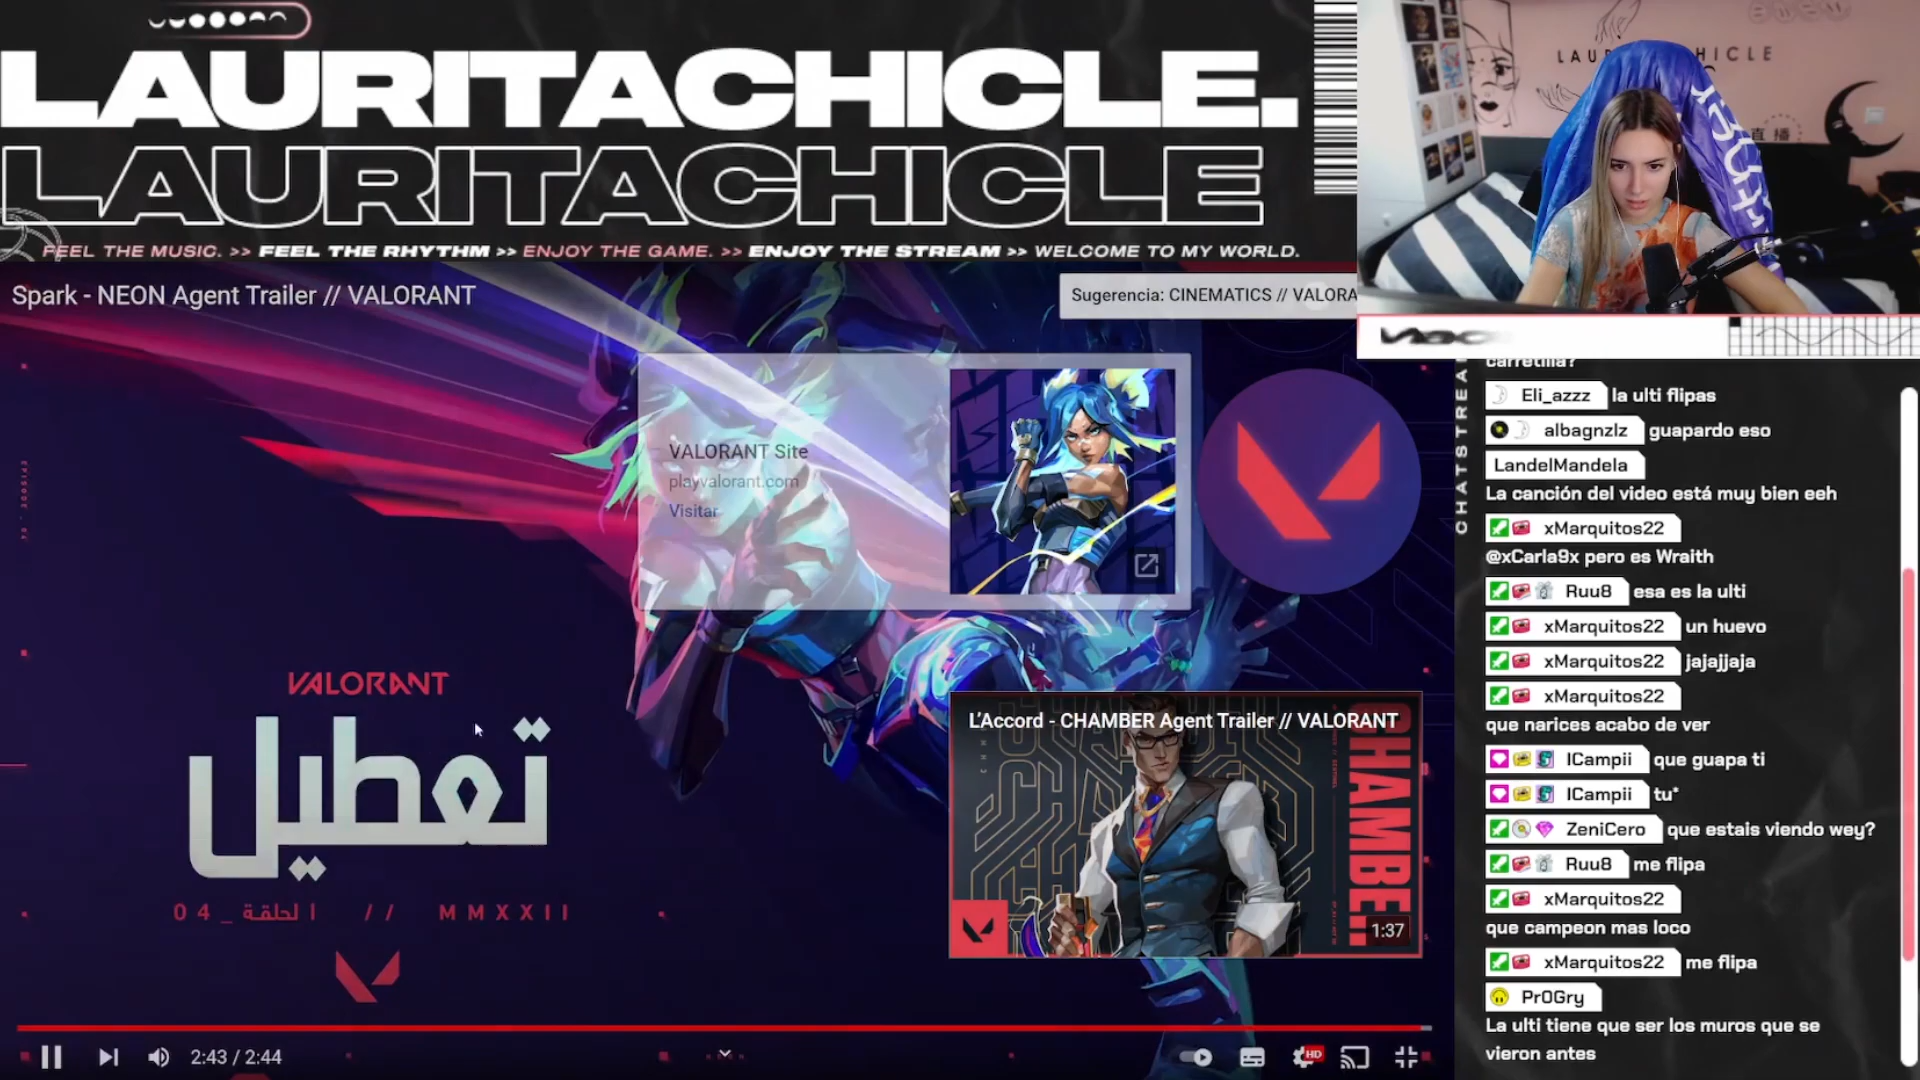 LAURITACHICLE.
LAURITACHICLE
FEEL THE MUSIC. >> FEEL THE RHYTHM >> ENJOY THE GAME. >> ENJOY THE STREAM >> WELCOME TO MY WORLD.
Spark - NEON Agent Trailer // VALORANT
Sugerencia: CINEMATICS // VALORA
VALORANT Site
playvalorant.com
Visitar
VALORANT
تعطيل
الحلقة_04 // MMXXII
L'Accord - CHAMBER Agent Trailer // VALORANT
CHAMBER
1:37
2:43 / 2:44
HD
CHATSTREA
carretilla?
Eli_azzz la ulti flipas
albagnzlz guapardo eso
LandelMandela
La canción del video está muy bien eeh
xMarquitos22
@xCarla9x pero es Wraith
Ruu8 esa es la ulti
xMarquitos22 un huevo
xMarquitos22 jajajjaja
xMarquitos22
que narices acabo de ver
ICampii que guapa ti
ICampii tu*
ZeniCero que estais viendo wey?
Ruu8 me flipa
xMarquitos22
que campeon mas loco
xMarquitos22 me flipa
Pr0Gry
La ulti tiene que ser los muros que se
vieron antes